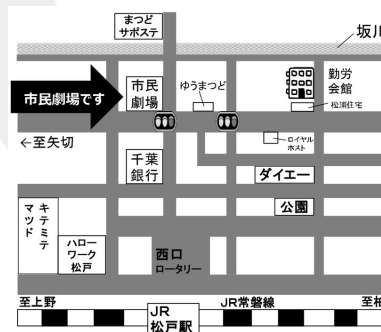 まつど
サポステ
坂川
市民劇場です
市民
劇場
ゆうまつど
勤労
会館
松浦住宅
←至矢切
千葉
銀行
ロイヤル
ホスト
ダイエー
公園
キテミテ
マツド
ハロー
ワーク
松戸
西口
ロータリー
至上野
JR常磐線
至柏
JR
松戸駅